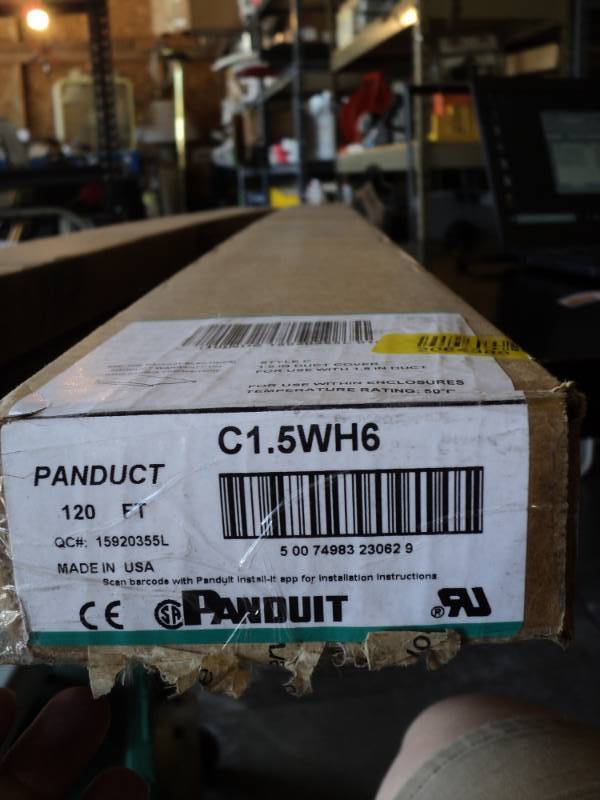 STYLE C
1.5 IN DUCT COVER
FOR USE WITH 1.5 IN DUCT
FOR USE WITHIN ENCLOSURES
TEMPERATURE RATING: 50°F
C1.5WH6
PANDUCT
120 FT
QC#: 15920355L
5 00 74983 23062 9
MADE IN USA
Scan barcode with Panduit Install-It app for Installation Instructions
CE SA PANDUIT ® RU